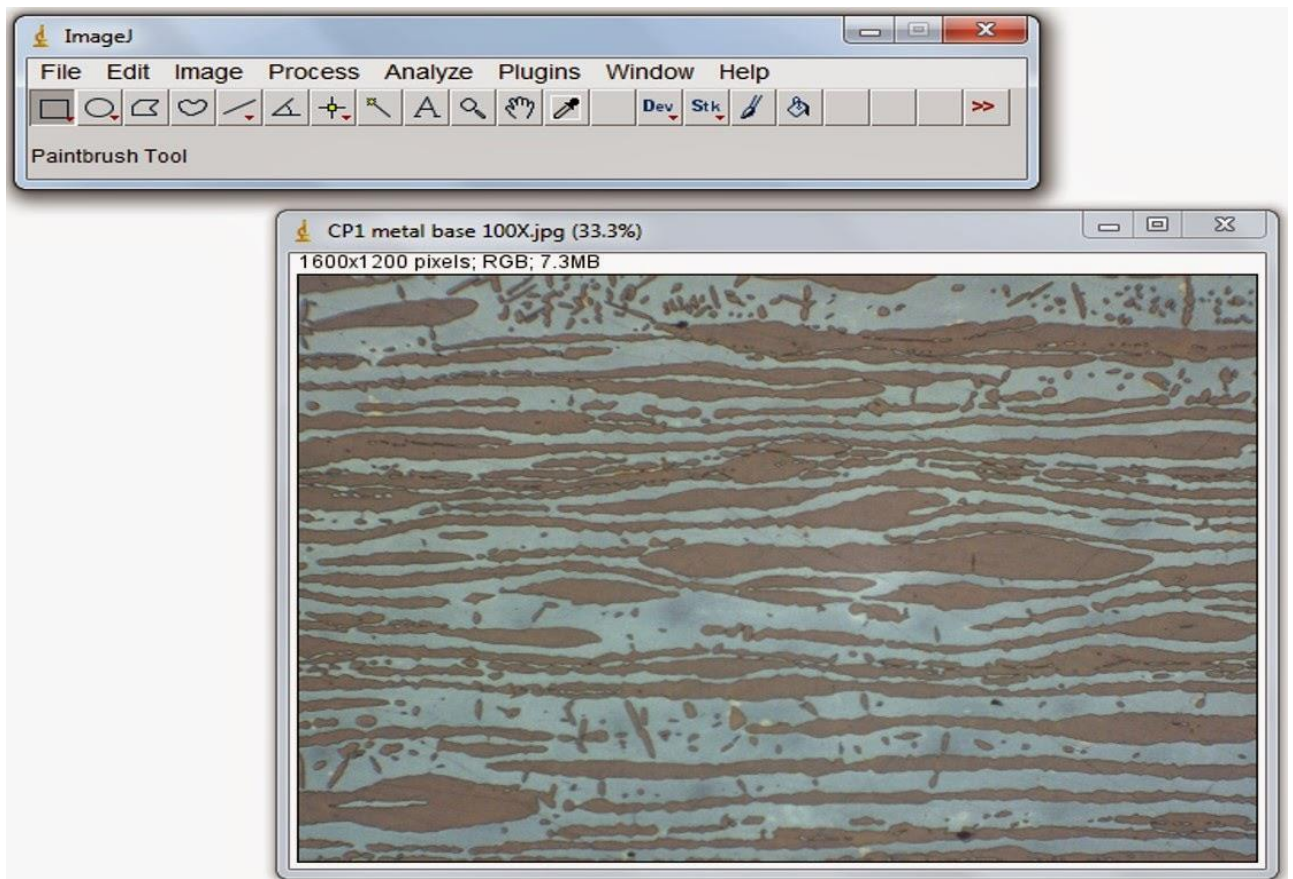 ImageJ
File Edit Image Process Analyze Plugins Window Help
A Dev Stk >>
Paintbrush Tool
CP1 metal base 100X.jpg (33.3%)
1600x1200 pixels; RGB; 7.3MB